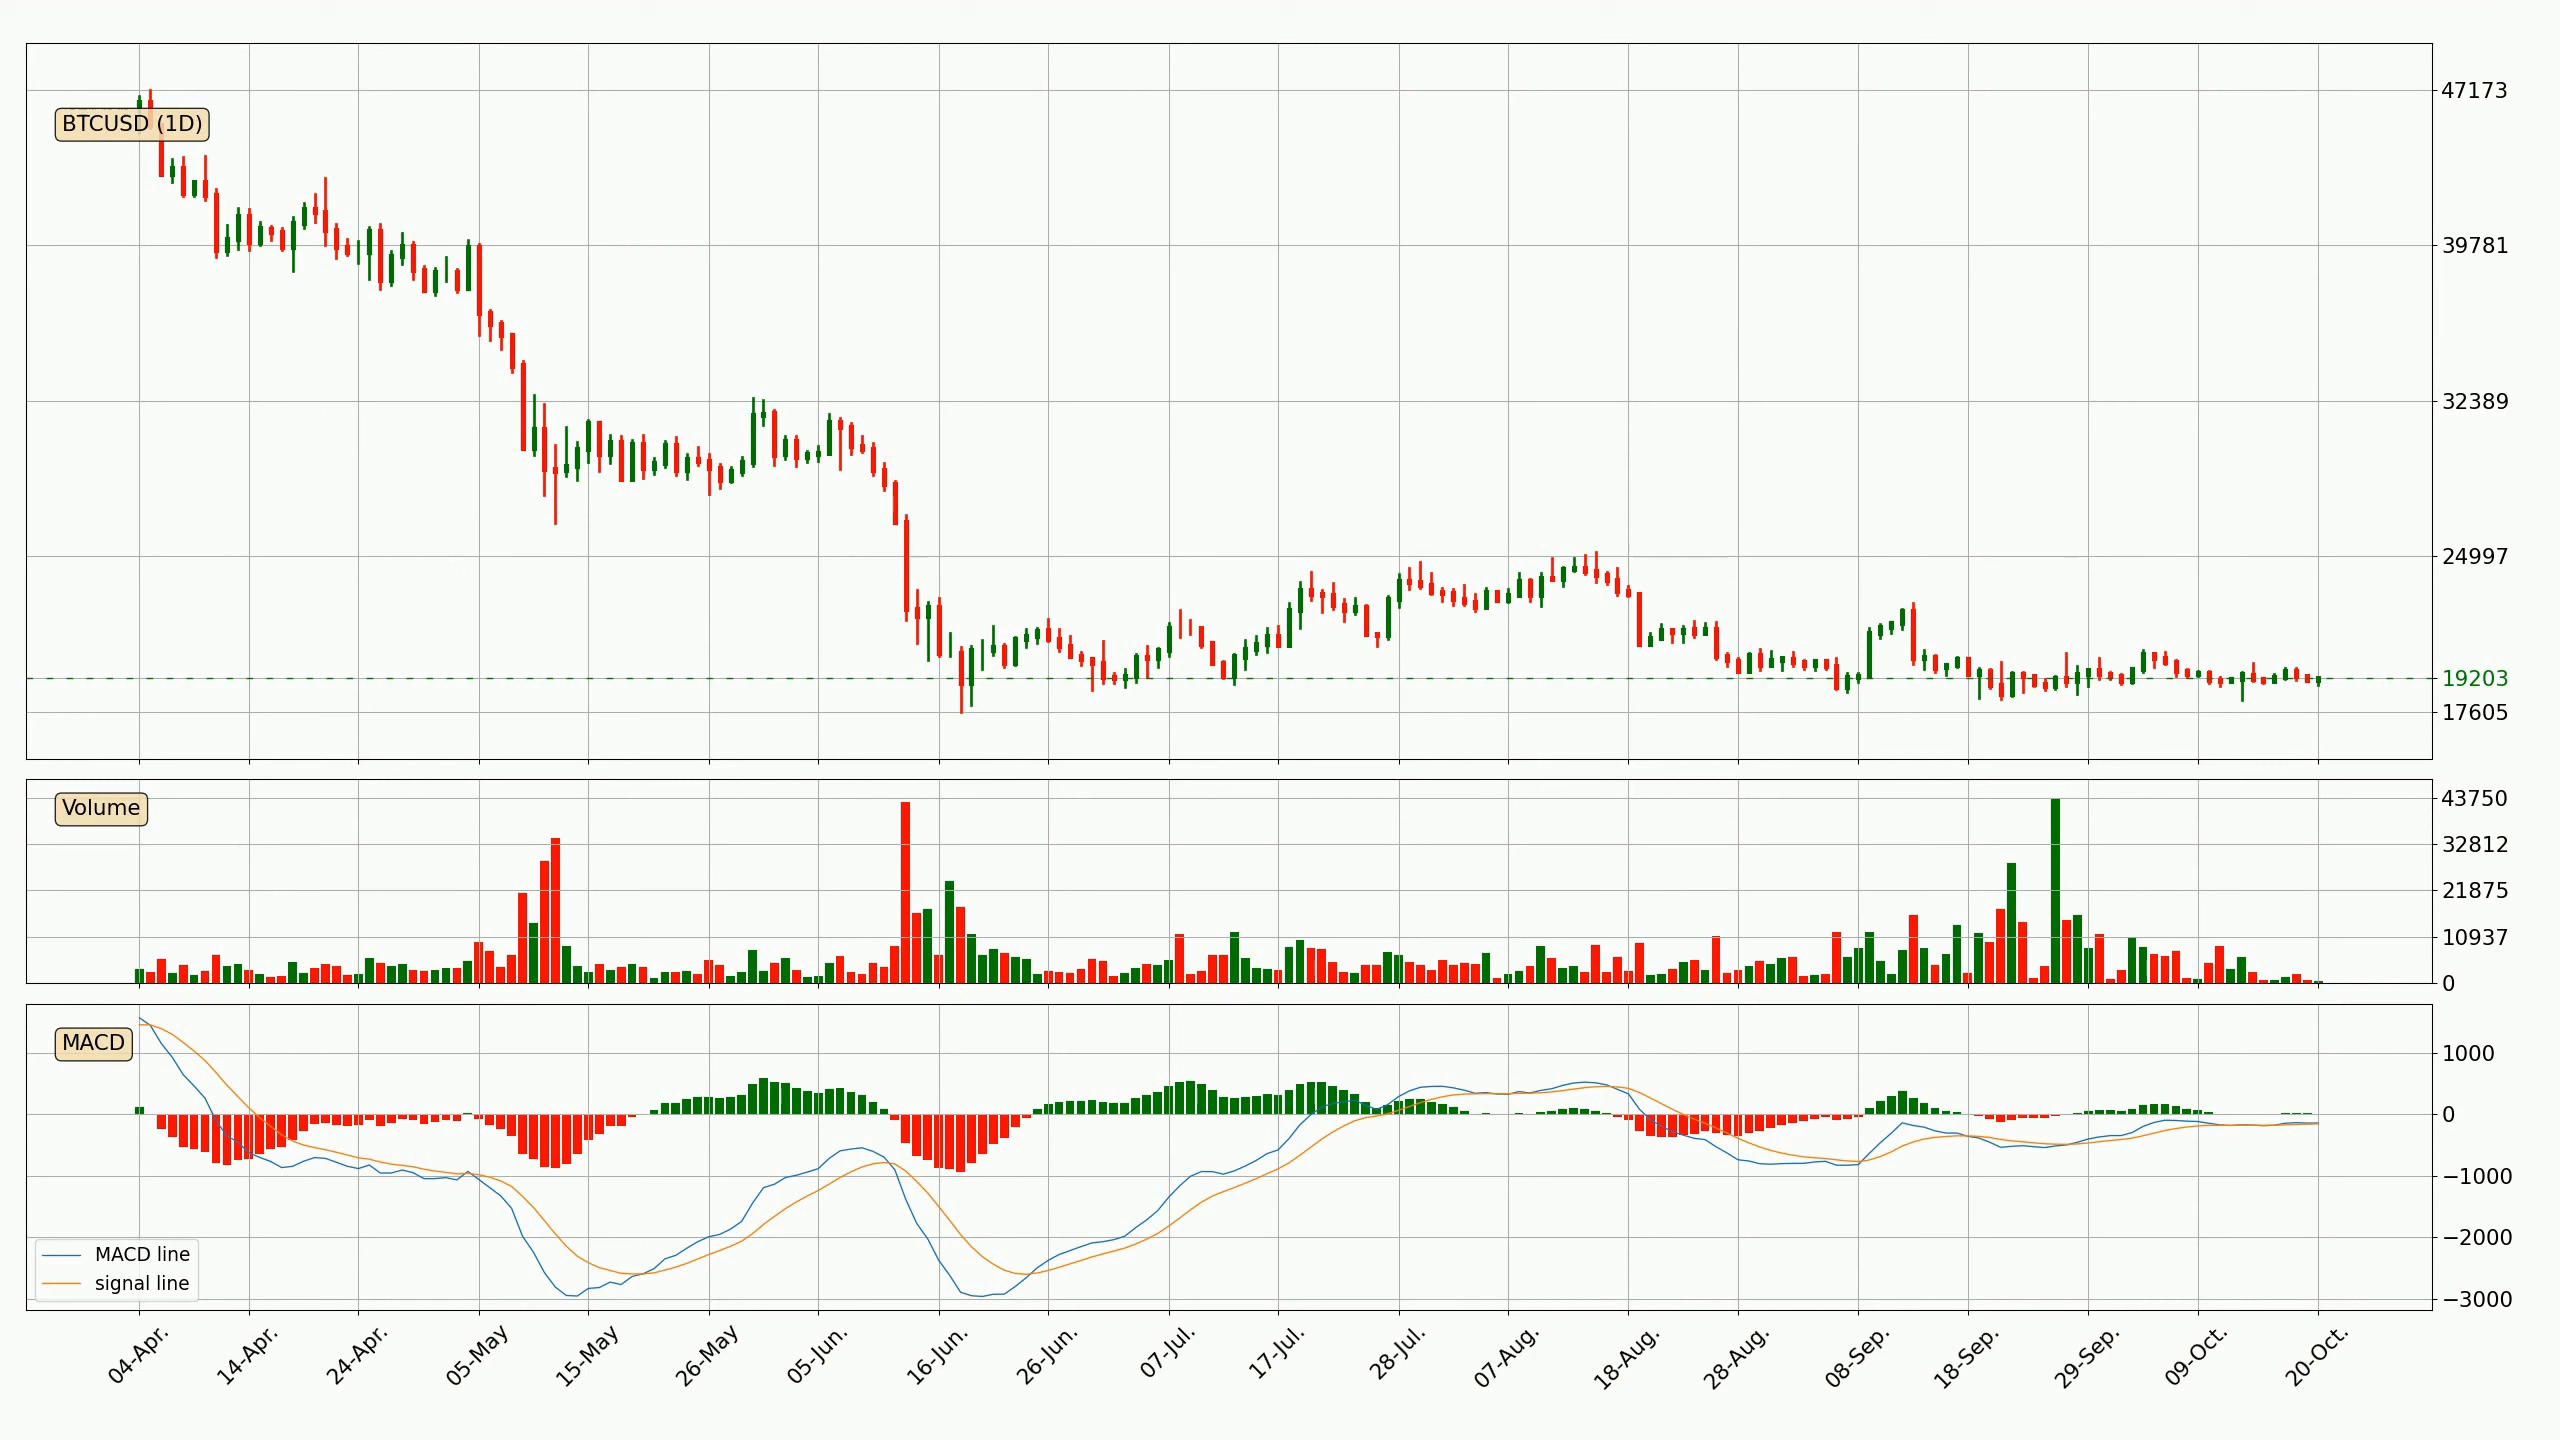 BTCUSD (1D)
47173
39781
32389
24997
19203
17605
Volume
43750
32812
21875
10937
0
MACD
1000
0
−1000
−2000
−3000
MACD line
signal line
04-Apr.
14-Apr.
24-Apr.
05-May
15-May
26-May
05-Jun.
16-Jun.
26-Jun.
07-Jul.
17-Jul.
28-Jul.
07-Aug.
18-Aug.
28-Aug.
08-Sep.
18-Sep.
29-Sep.
09-Oct.
20-Oct.